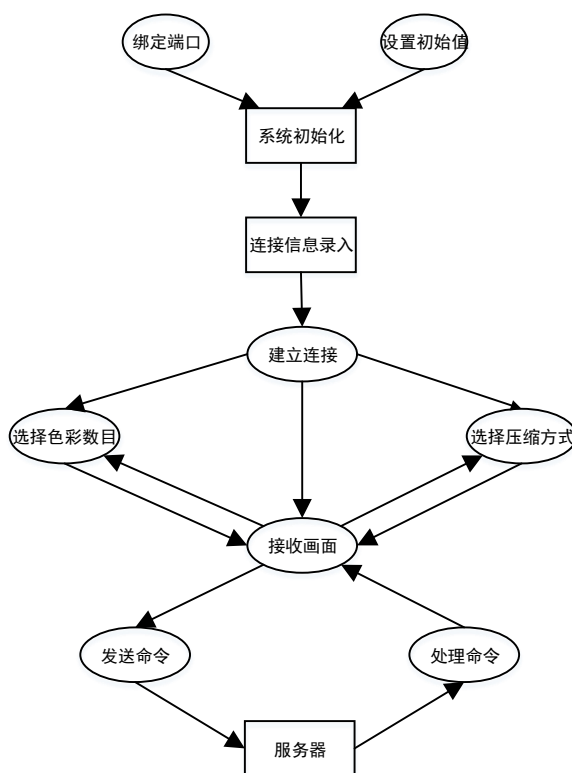 绑定端口
设置初始值
系统初始化
连接信息录入
建立连接
选择色彩数目
选择压缩方式
接收画面
发送命令
处理命令
服务器